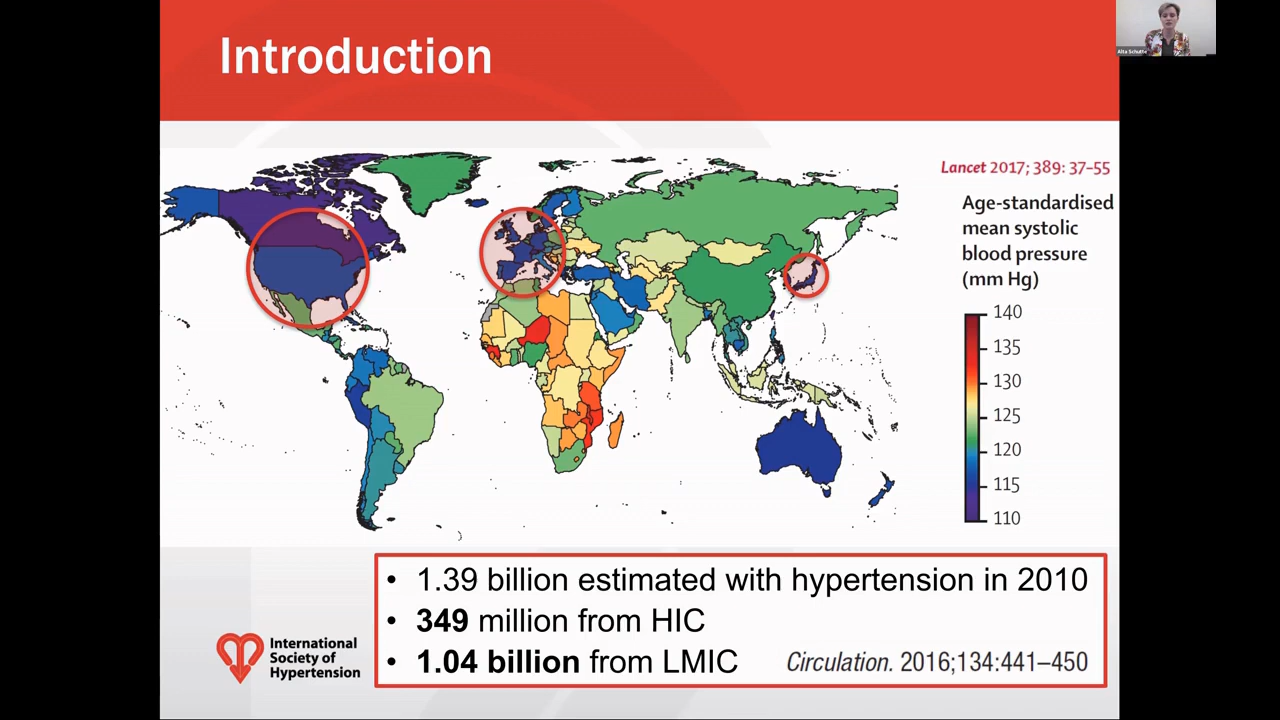 Introduction
Alta Schutte
Lancet 2017; 389: 37–55
Age-standardised
mean systolic
blood pressure
(mm Hg)
140
135
130
125
120
115
110
• 1.39 billion estimated with hypertension in 2010
• 349 million from HIC
• 1.04 billion from LMIC
Circulation. 2016;134:441–450
International
Society of
Hypertension